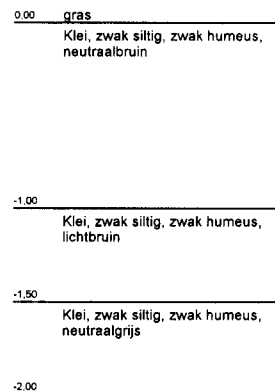 0,00 gras
Klei, zwak siltig, zwak humeus,
neutraalbruin
-1,00
Klei, zwak siltig, zwak humeus,
lichtbruin
-1,50
Klei, zwak siltig, zwak humeus,
neutraalgrijs
-2,00